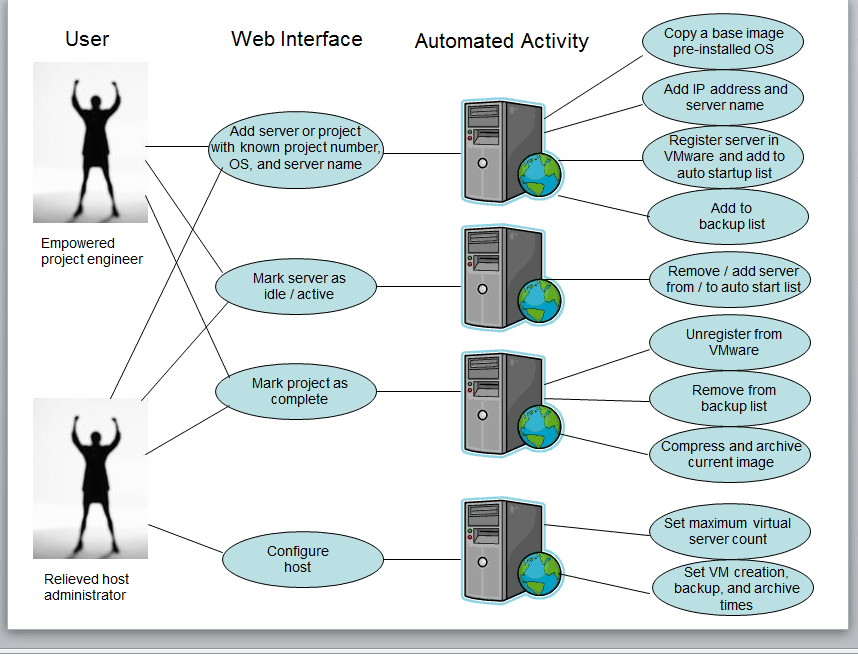 User
Web Interface
Automated Activity
Empowered
project engineer
Relieved host
administrator
Add server or project
with known project number,
OS, and server name
Mark server as
idle / active
Mark project as
complete
Configure
host
Copy a base image
pre-installed OS
Add IP address and
server name
Register server in
VMware and add to
auto startup list
Add to
backup list
Remove / add server
from / to auto start list
Unregister from
VMware
Remove from
backup list
Compress and archive
current image
Set maximum virtual
server count
Set VM creation,
backup, and archive
times